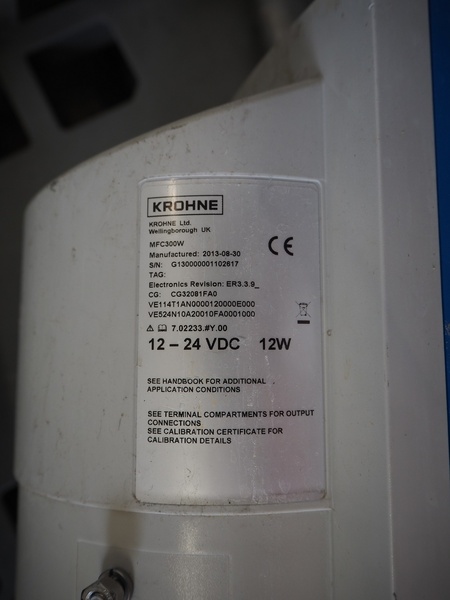 KROHNE
KROHNE Ltd.
Wellingborough UK
MFC300W
Manufactured: 2013-08-30
S/N: G130000001102617
TAG:
Electronics Revision: ER3.3.9_
CG: CG32081FA0
VE114T1AN0000120000E000
VE524N10A20010FA0001000
7.02233.#Y.00
12 – 24 VDC 12W
CE
SEE HANDBOOK FOR ADDITIONAL
APPLICATION CONDITIONS
SEE TERMINAL COMPARTMENTS FOR OUTPUT
CONNECTIONS
SEE CALIBRATION CERTIFICATE FOR
CALIBRATION DETAILS